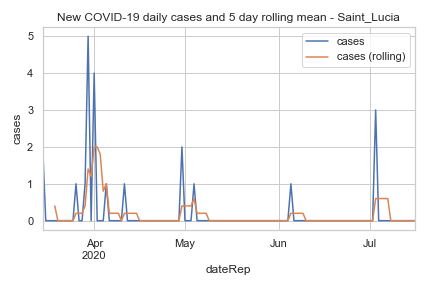 New COVID-19 daily cases and 5 day rolling mean - Saint_Lucia
cases
cases (rolling)
5
4
3
2
1
0
cases
Apr
2020
May
Jun
Jul
dateRep